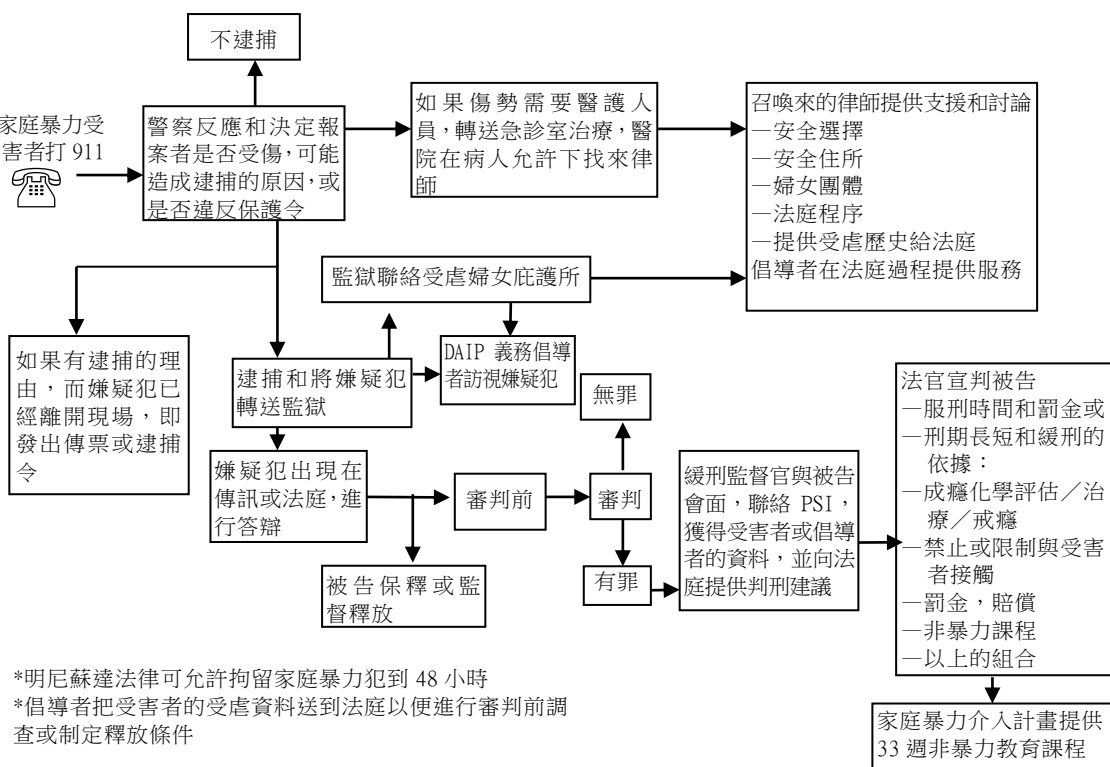 不逮捕
家庭暴力受
害者打 911
警察反應和決定報
案者是否受傷，可能
造成逮捕的原因，或
是否違反保護令
如果傷勢需要醫護人
員，轉送急診室治療，醫
院在病人允許下找來律
師
召喚來的律師提供支援和討論
—安全選擇
—安全住所
—婦女團體
—法庭程序
—提供受虐歷史給法庭
倡導者在法庭過程提供服務
監獄聯絡受虐婦女庇護所
如果有逮捕的理
由，而嫌疑犯已
經離開現場，即
發出傳票或逮捕
令
逮捕和將嫌疑犯
轉送監獄
DAIP 義務倡導
者訪視嫌疑犯
無罪
嫌疑犯出現在
傳訊或法庭，進
行答辯
審判前
審判
有罪
被告保釋或監
督釋放
緩刑監督官與被告
會面，聯絡 PSI，
獲得受害者或倡導
者的資料，並向法
庭提供判刑建議
法官宣判被告
—服刑時間和罰金或
—刑期長短和緩刑的
依據：
—成癮化學評估／治
療／戒癮
—禁止或限制與受害
者接觸
—罰金，賠償
—非暴力課程
—以上的組合
家庭暴力介入計畫提供
33 週非暴力教育課程
*明尼蘇達法律可允許拘留家庭暴力犯到 48 小時
*倡導者把受害者的受虐資料送到法庭以便進行審判前調
查或制定釋放條件